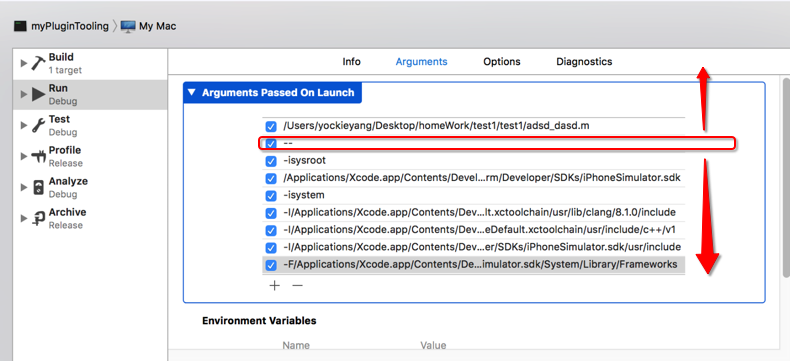 myPluginTooling
My Mac
Build
1 target
Run
Debug
Test
Debug
Profile
Release
Analyze
Debug
Archive
Release
Info Arguments Options Diagnostics
Arguments Passed On Launch
/Users/yockieyang/Desktop/homeWork/test1/test1/adsd_dasd.m
--
-isysroot
/Applications/Xcode.app/Contents/Devel...rm/Developer/SDKs/iPhoneSimulator.sdk
-isystem
-I/Applications/Xcode.app/Contents/Dev...lt.xctoolchain/usr/lib/clang/8.1.0/include
-I/Applications/Xcode.app/Contents/Dev...eDefault.xctoolchain/usr/include/c++/v1
-I/Applications/Xcode.app/Contents/Dev...er/SDKs/iPhoneSimulator.sdk/usr/include
-F/Applications/Xcode.app/Contents/De...imulator.sdk/System/Library/Frameworks
+ −
Environment Variables
Name Value